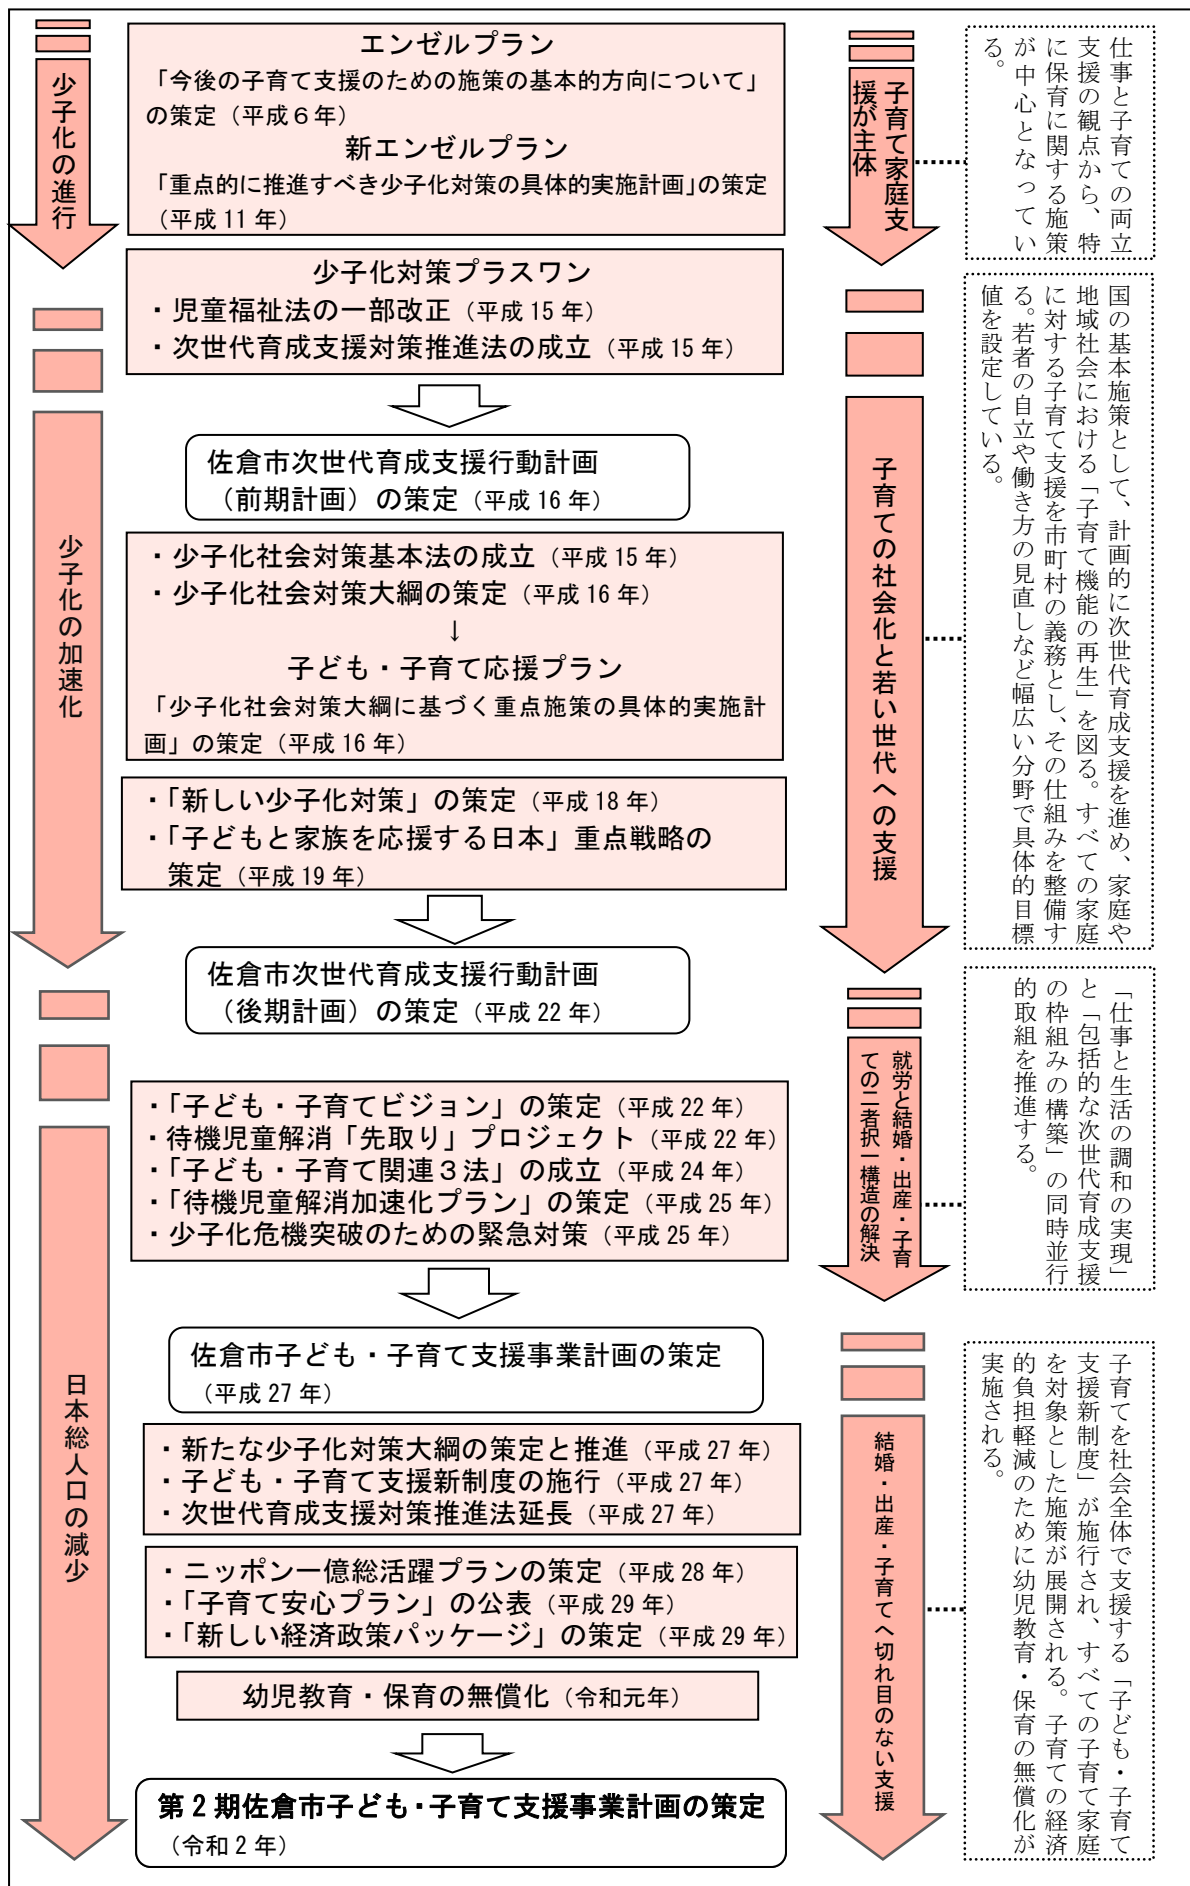 少子化の進行
エンゼルプラン
「今後の子育て支援のための施策の基本的方向について」
の策定（平成６年）
新エンゼルプラン
「重点的に推進すべき少子化対策の具体的実施計画」の策定
（平成 11 年）
子育て家庭支
援が主体
仕事と子育ての両立
支援の観点から、特
に保育に関する施策
が中心となってい
る。
少子化の加速化
少子化対策プラスワン
・児童福祉法の一部改正（平成 15 年）
・次世代育成支援対策推進法の成立（平成 15 年）
佐倉市次世代育成支援行動計画
（前期計画）の策定（平成 16 年）
・少子化社会対策基本法の成立（平成 15 年）
・少子化社会対策大綱の策定（平成 16 年）
↓
子ども・子育て応援プラン
「少子化社会対策大綱に基づく重点施策の具体的実施計
画」の策定（平成 16 年）
・「新しい少子化対策」の策定（平成 18 年）
・「子どもと家族を応援する日本」重点戦略の
策定（平成 19 年）
佐倉市次世代育成支援行動計画
（後期計画）の策定（平成 22 年）
子育ての社会化と若い世代への支援
国の基本施策として、計画的に次世代育成支援を進め、家庭や
地域社会における「子育て機能の再生」を図る。すべての家庭
に対する子育て支援を市町村の義務とし、その仕組みを整備す
る。若者の自立や働き方の見直しなど幅広い分野で具体的目標
値を設定している。
日本総人口の減少
・「子ども・子育てビジョン」の策定（平成 22 年）
・待機児童解消「先取り」プロジェクト（平成 22 年）
・「子ども・子育て関連３法」の成立（平成 24 年）
・「待機児童解消加速化プラン」の策定（平成 25 年）
・少子化危機突破のための緊急対策（平成 25 年）
就労と結婚・出産・子育
ての二者択一構造の解決
「仕事と生活の調和の実現」
と「包括的な次世代育成支援
の枠組みの構築」の同時並行
的取組を推進する。
佐倉市子ども・子育て支援事業計画の策定
（平成 27 年）
・新たな少子化対策大綱の策定と推進（平成 27 年）
・子ども・子育て支援新制度の施行（平成 27 年）
・次世代育成支援対策推進法延長（平成 27 年）
・ニッポン一億総活躍プランの策定（平成 28 年）
・「子育て安心プラン」の公表（平成 29 年）
・「新しい経済政策パッケージ」の策定（平成 29 年）
幼児教育・保育の無償化（令和元年）
第２期佐倉市子ども・子育て支援事業計画の策定
（令和 2 年）
結婚・出産・子育てへ切れ目のない支援
子育てを社会全体で支援する「子ども・子育て
支援新制度」が施行され、すべての子育て家庭
を対象とした施策が展開される。子育ての経済
的負担軽減のために幼児教育・保育の無償化が
実施される。